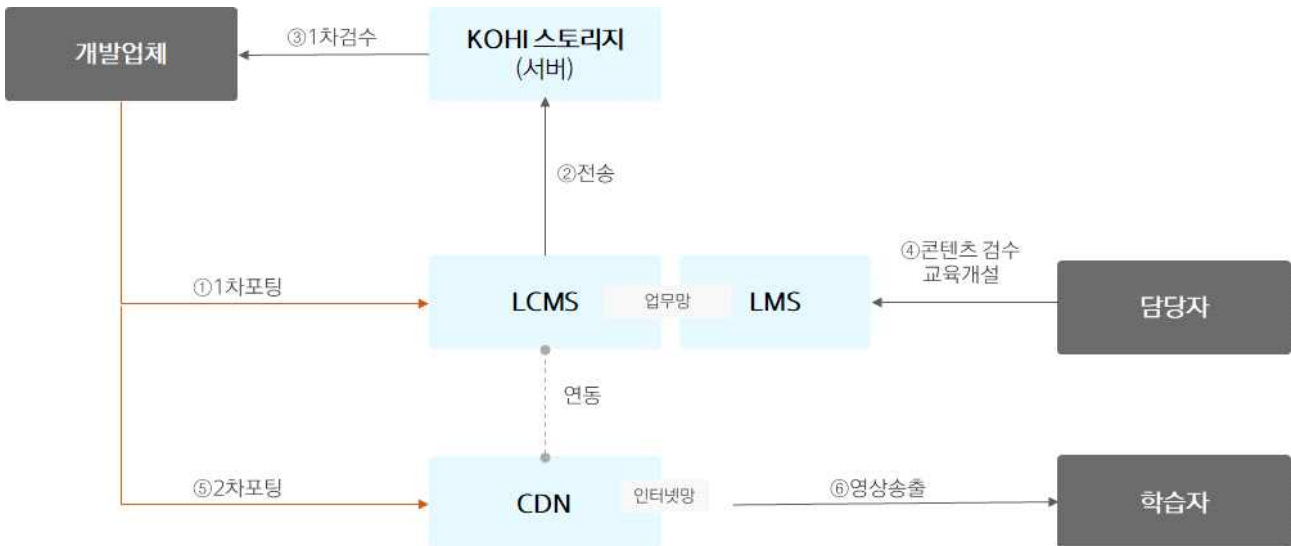 개발업체
③1차검수
KOHI 스토리지
(서버)
②전송
①1차포팅
LCMS
업무망
LMS
④콘텐츠 검수
교육개설
담당자
연동
⑤2차포팅
CDN
인터넷망
⑥영상송출
학습자